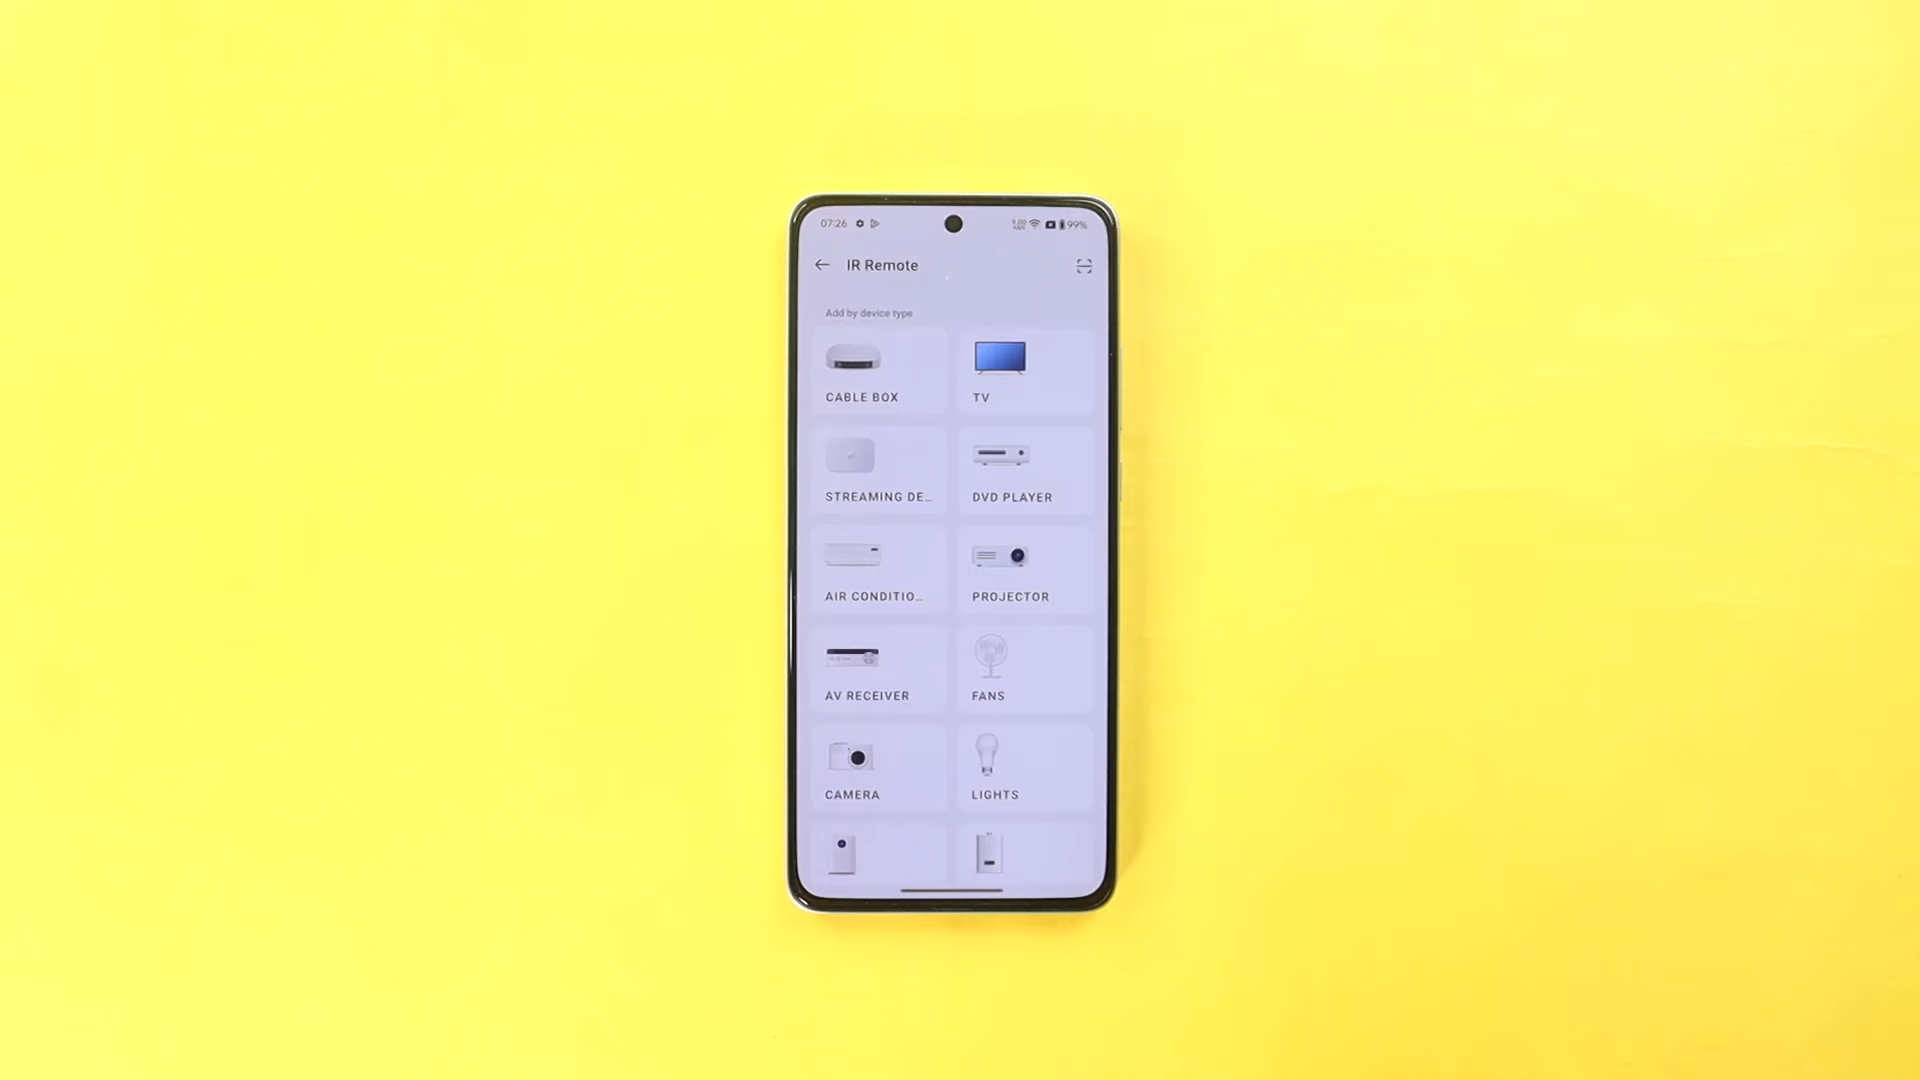 07:26
99%
IR Remote
Add by device type
CABLE BOX
TV
STREAMING DE...
DVD PLAYER
AIR CONDITIO...
PROJECTOR
AV RECEIVER
FANS
CAMERA
LIGHTS